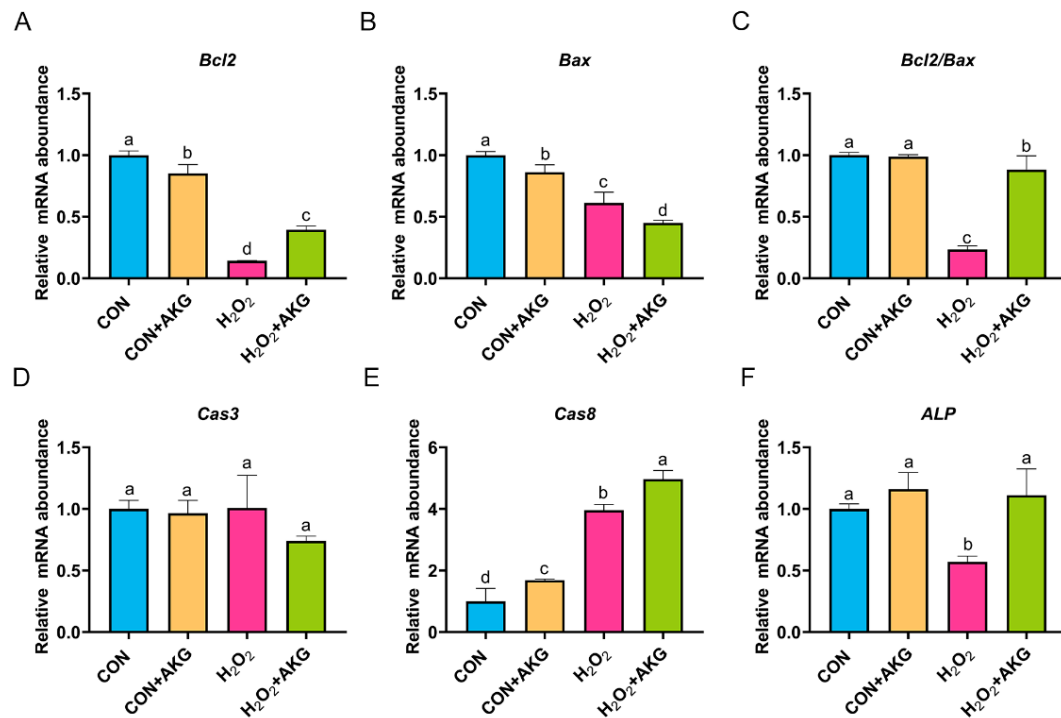 A
Bcl2
Relative mRNA aboundance
1.5
1.0
0.5
0.0
a
b
d
c
CON
CON+AKG
H₂O₂
H₂O₂+AKG
B
Bax
Relative mRNA aboundance
1.5
1.0
0.5
0.0
a
b
c
d
CON
CON+AKG
H₂O₂
H₂O₂+AKG
C
Bcl2/Bax
Relative mRNA aboundance
1.5
1.0
0.5
0.0
a
a
c
b
CON
CON+AKG
H₂O₂
H₂O₂+AKG
D
Cas3
Relative mRNA aboundance
1.5
1.0
0.5
0.0
a
a
a
a
CON
CON+AKG
H₂O₂
H₂O₂+AKG
E
Cas8
Relative mRNA aboundance
6
4
2
0
d
c
b
a
CON
CON+AKG
H₂O₂
H₂O₂+AKG
F
ALP
Relative mRNA aboundance
1.5
1.0
0.5
0.0
a
a
b
a
CON
CON+AKG
H₂O₂
H₂O₂+AKG